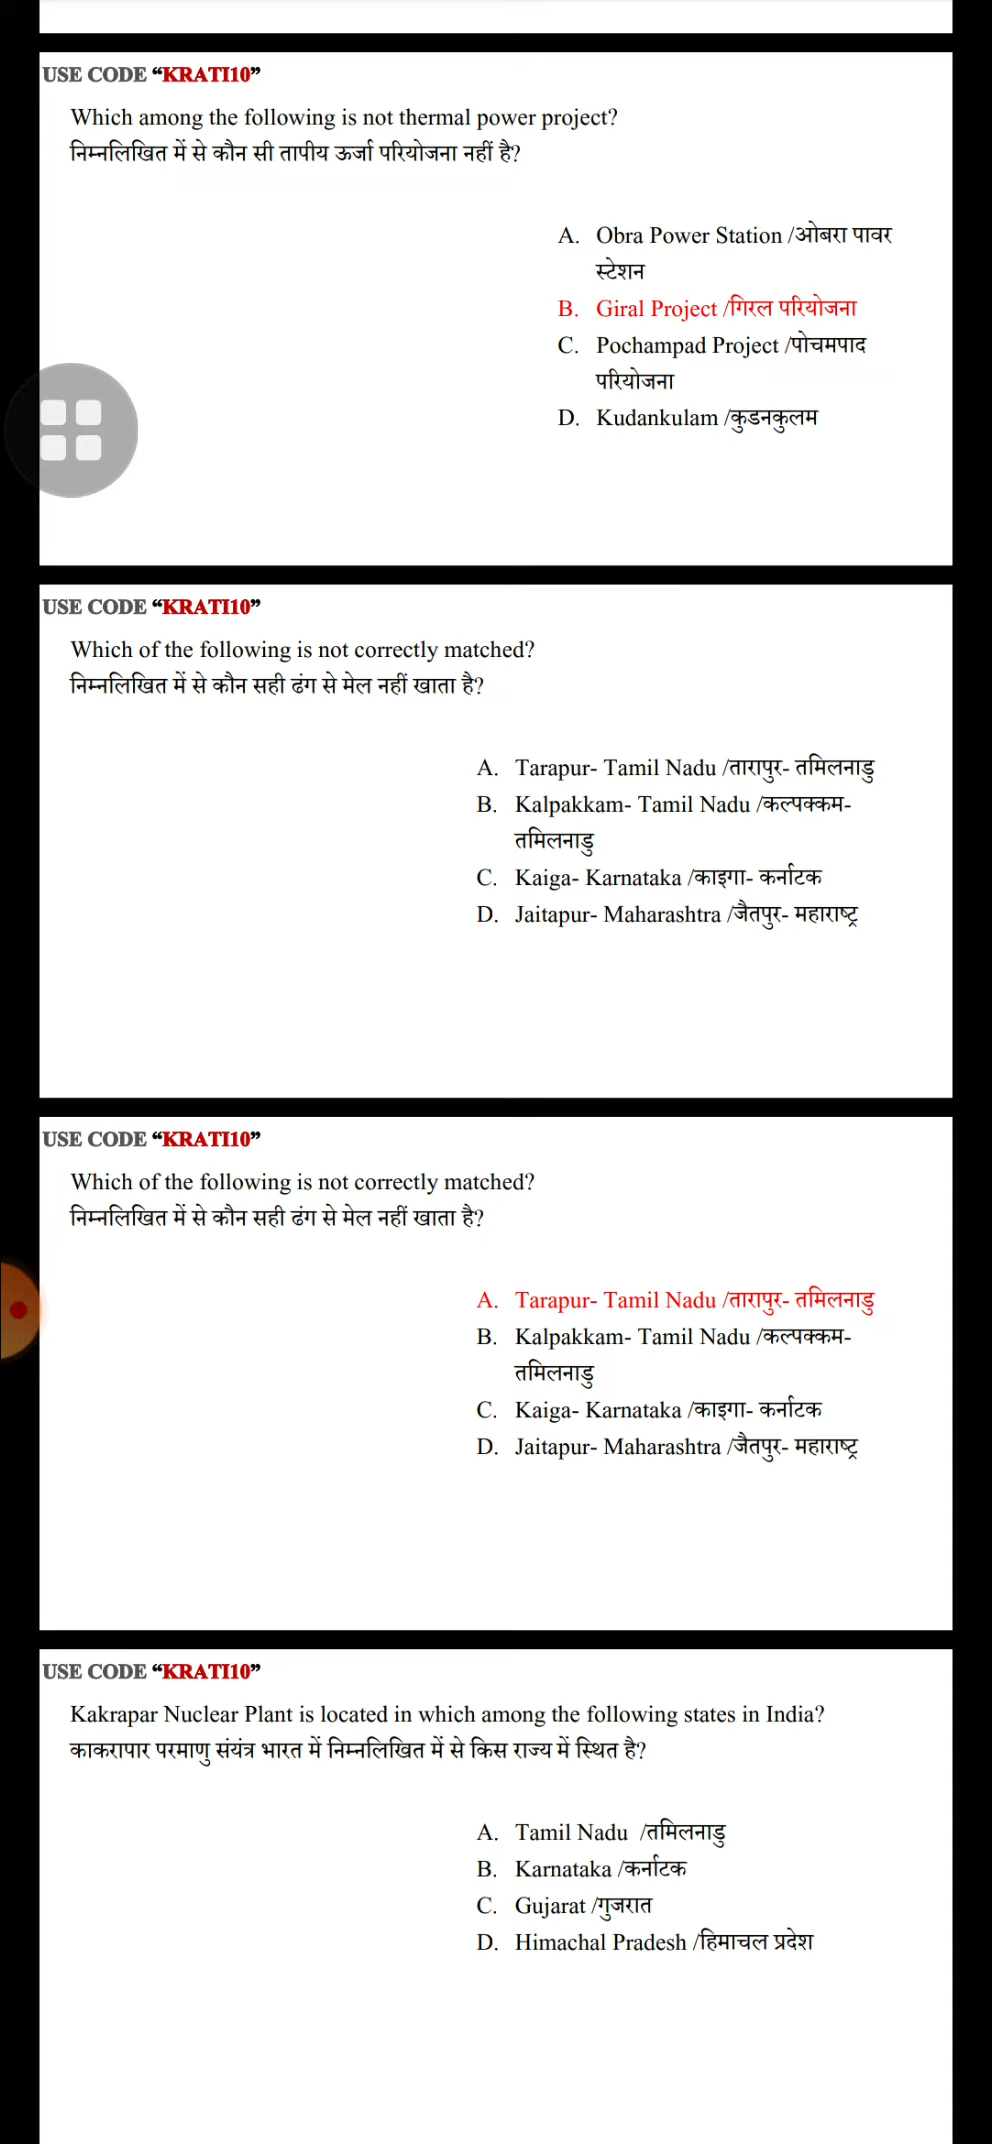 USE CODE “KRATI10”
Which among the following is not thermal power project?
निम्नलिखित में से कौन सी तापीय ऊर्जा परियोजना नहीं है?
A. Obra Power Station /ओबरा पावर
स्टेशन
B. Giral Project /गिरल परियोजना
C. Pochampad Project /पोचमपाद
परियोजना
D. Kudankulam /कुडनकुलम
USE CODE “KRATI10”
Which of the following is not correctly matched?
निम्नलिखित में से कौन सही ढंग से मेल नहीं खाता है?
A. Tarapur- Tamil Nadu /तारापुर- तमिलनाडु
B. Kalpakkam- Tamil Nadu /कल्पक्कम-
तमिलनाडु
C. Kaiga- Karnataka /काइगा- कर्नाटक
D. Jaitapur- Maharashtra /जैतपुर- महाराष्ट्र
USE CODE “KRATI10”
Which of the following is not correctly matched?
निम्नलिखित में से कौन सही ढंग से मेल नहीं खाता है?
A. Tarapur- Tamil Nadu /तारापुर- तमिलनाडु
B. Kalpakkam- Tamil Nadu /कल्पक्कम-
तमिलनाडु
C. Kaiga- Karnataka /काइगा- कर्नाटक
D. Jaitapur- Maharashtra /जैतपुर- महाराष्ट्र
USE CODE “KRATI10”
Kakrapar Nuclear Plant is located in which among the following states in India?
काकरापार परमाणु संयंत्र भारत में निम्नलिखित में से किस राज्य में स्थित है?
A. Tamil Nadu /तमिलनाडु
B. Karnataka /कर्नाटक
C. Gujarat /गुजरात
D. Himachal Pradesh /हिमाचल प्रदेश